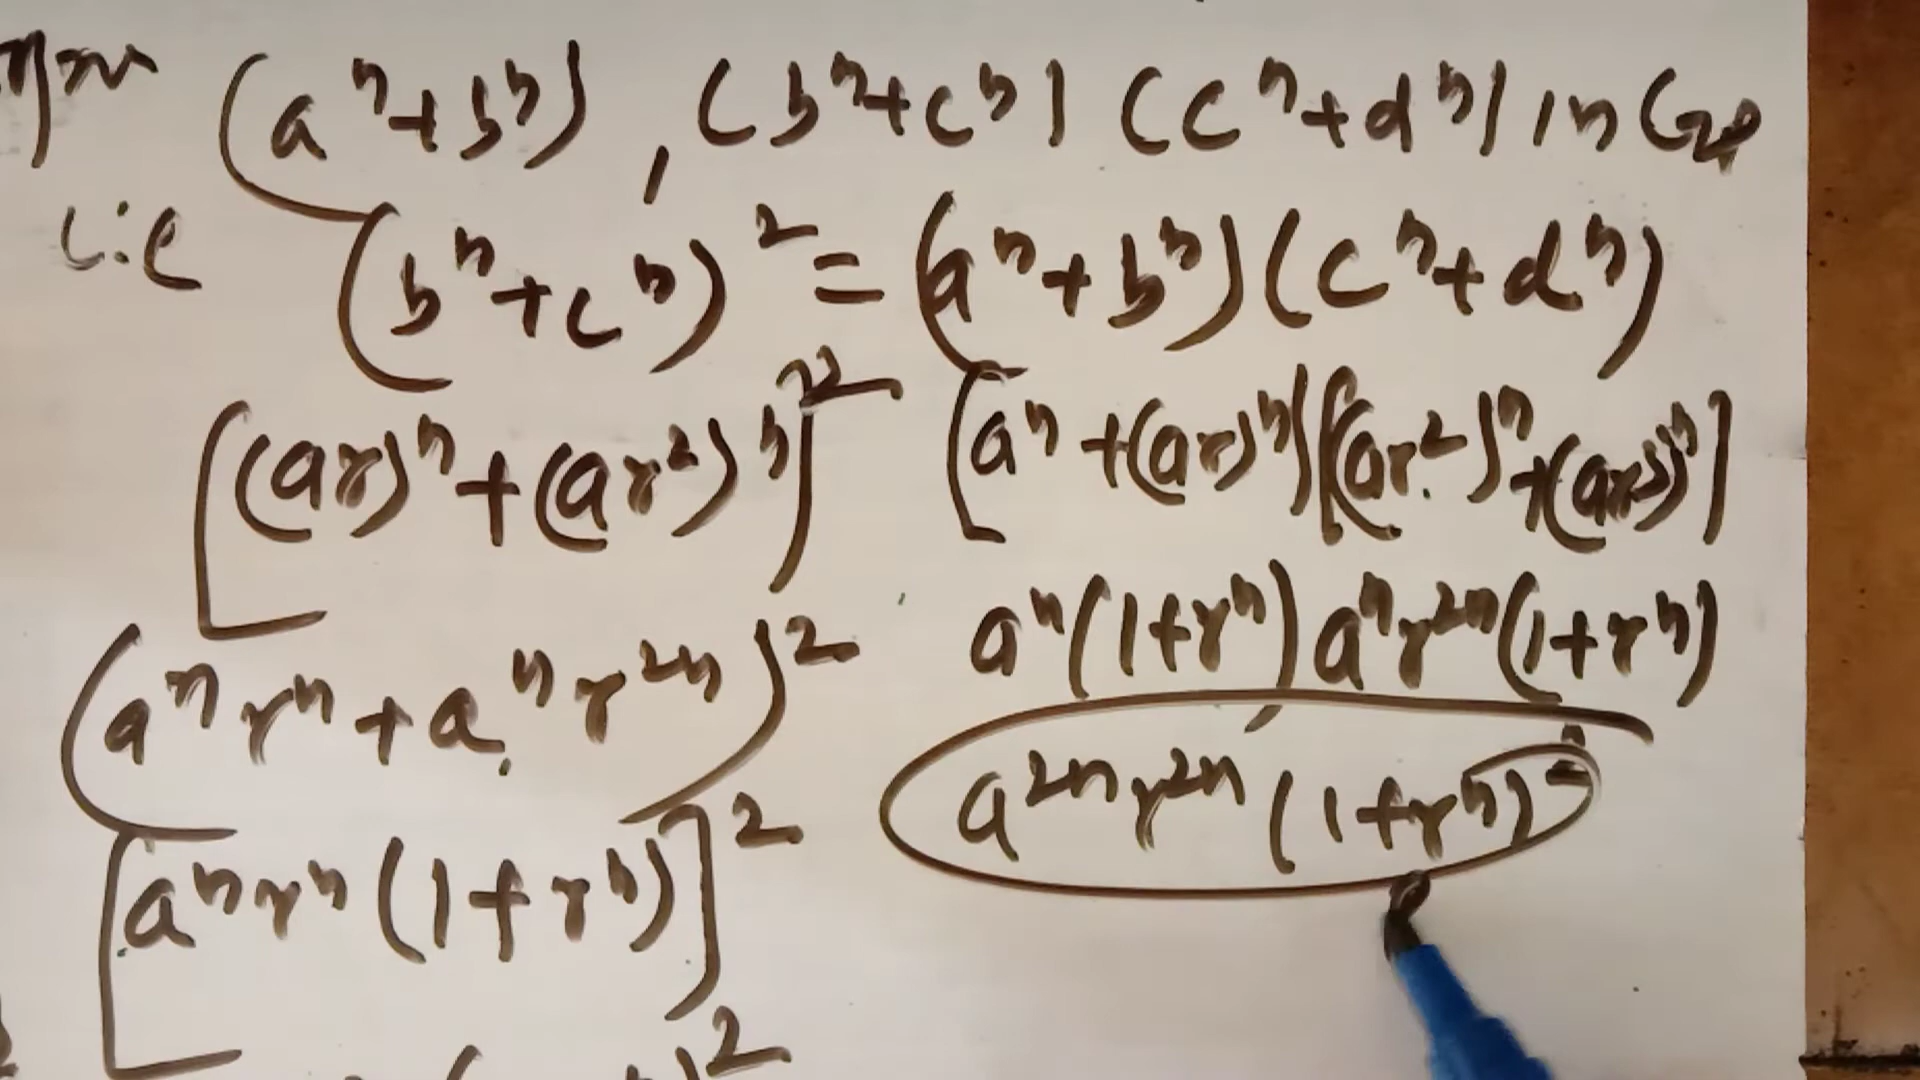 (aⁿ+bⁿ), (bⁿ+cⁿ) (cⁿ+dⁿ) in GP
i.e (bⁿ+cⁿ)² = (aⁿ+bⁿ)(cⁿ+dⁿ)
[(ar)ⁿ+(ar²)ⁿ]² [aⁿ+(ar)ⁿ][(ar²)ⁿ+(ar³)ⁿ]
aⁿ(1+rⁿ)aⁿr²ⁿ(1+rⁿ)
(aⁿrⁿ+aⁿr²ⁿ)²
a²ⁿr²ⁿ(1+rⁿ)²
[aⁿrⁿ(1+rⁿ)]²